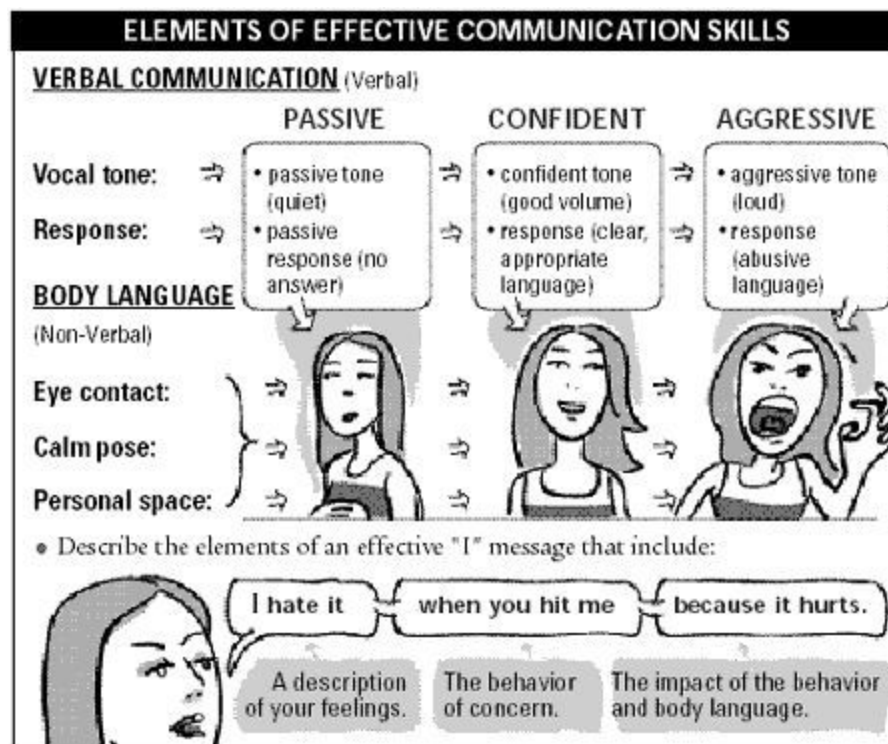 ELEMENTS OF EFFECTIVE COMMUNICATION SKILLS
VERBAL COMMUNICATION (Verbal)
PASSIVE CONFIDENT AGGRESSIVE
Vocal tone:
Response:
• passive tone
(quiet)
• passive
response (no
answer)
• confident tone
(good volume)
• response (clear,
appropriate
language)
• aggressive tone
(loud)
• response
(abusive
language)
BODY LANGUAGE
(Non-Verbal)
Eye contact:
Calm pose:
Personal space:
• Describe the elements of an effective "I" message that include:
I hate it
when you hit me
because it hurts.
A description
of your feelings.
The behavior
of concern.
The impact of the behavior
and body language.